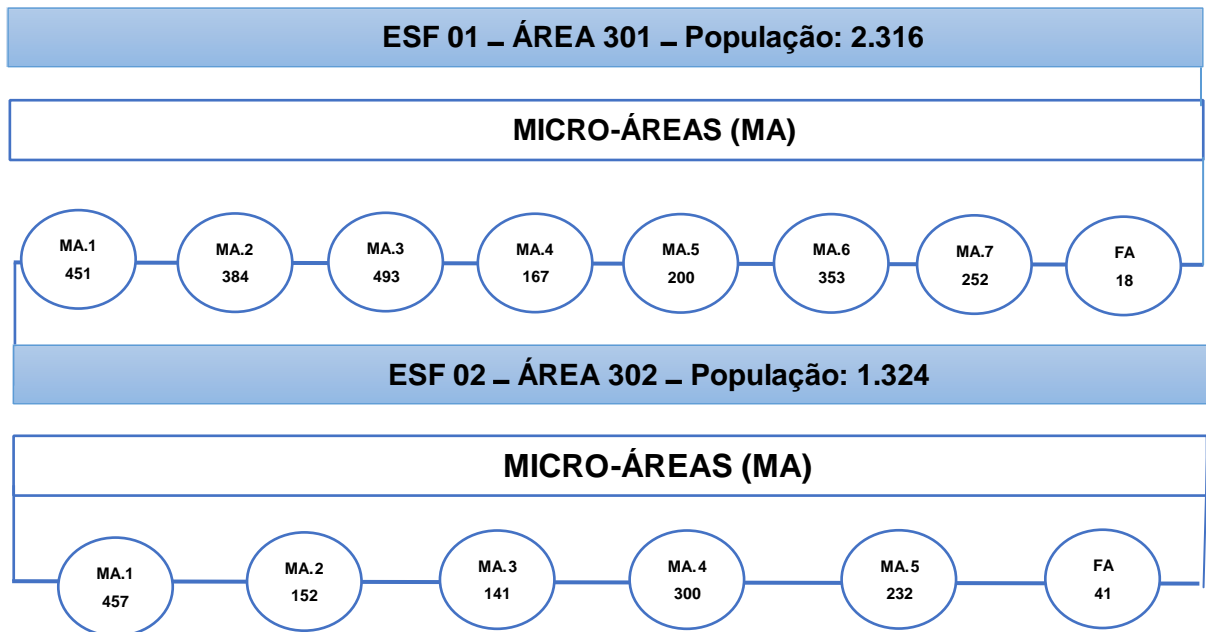 ESF 01 – ÁREA 301 – População: 2.316
MICRO-ÁREAS (MA)
MA.1
451
MA.2
384
MA.3
493
MA.4
167
MA.5
200
MA.6
353
MA.7
252
FA
18
ESF 02 – ÁREA 302 – População: 1.324
MICRO-ÁREAS (MA)
MA.1
457
MA.2
152
MA.3
141
MA.4
300
MA.5
232
FA
41